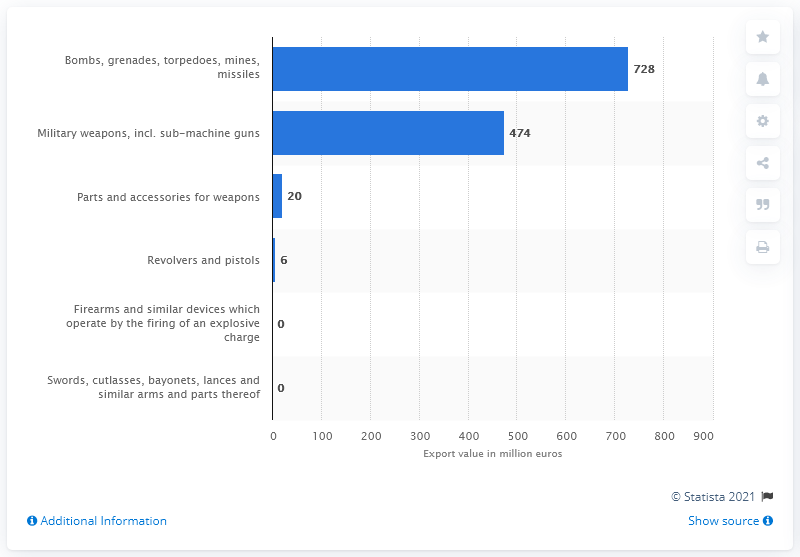 Bombs, grenades, torpedoes, mines,
missiles
728
Military weapons, incl. sub-machine guns
474
Parts and accessories for weapons
20
Revolvers and pistols
6
Firearms and similar devices which
operate by the firing of an explosive
charge
0
Swords, cutlasses, bayonets, lances and
similar arms and parts thereof
0
0 100 200 300 400 500 600 700 800 900
Export value in million euros
© Statista 2021
Additional Information
Show source